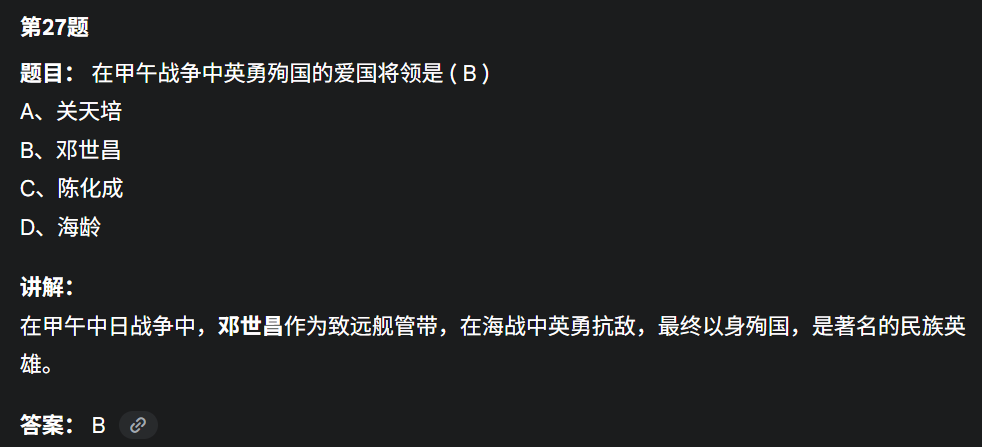 第27题
题目： 在甲午战争中英勇殉国的爱国将领是 ( B )
A、关天培
B、邓世昌
C、陈化成
D、海龄
讲解：
在甲午中日战争中，邓世昌作为致远舰管带，在海战中英勇抗敌，最终以身殉国，是著名的民族英
雄。
答案： B